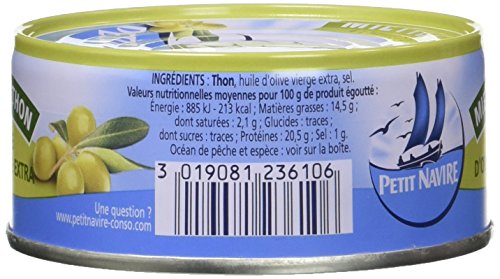 INGRÉDIENTS : Thon, huile d'olive vierge extra, sel.
Valeurs nutritionnelles moyennes pour 100 g de produit égoutté :
Énergie : 885 kJ - 213 kcal ; Matières grasses : 14,5 g ;
dont saturées : 2,1 g ; Glucides : traces ;
dont sucres : traces ; Protéines : 20,5 g ; Sel : 1 g.
Océan de pêche et espèce : voir sur la boîte.
3 019081 236106
THON
EXTRA
Une question ?
www.petitnavire-conso.com
PETIT NAVIRE